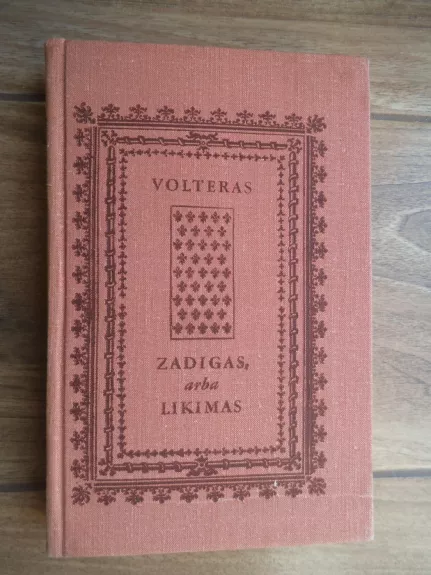 VOLTERAS
ZADIGAS,
arba
LIKIMAS